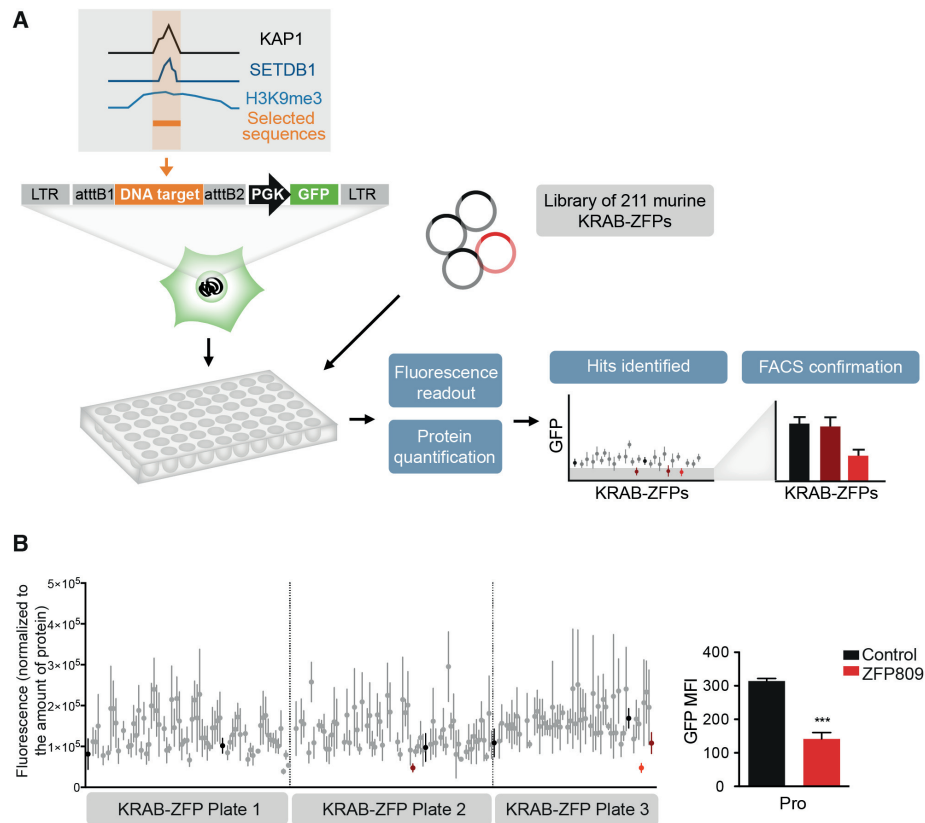 A
KAP1
SETDB1
H3K9me3
Selected
sequences
LTR
atttB1
DNA target
atttB2
PGK
GFP
LTR
Library of 211 murine
KRAB-ZFPs
Fluorescence
readout
Protein
quantification
Hits identified
GFP
KRAB-ZFPs
FACS confirmation
KRAB-ZFPs
B
Fluorescence (normalized to
the amount of protein)
5×10⁵
4×10⁵
3×10⁵
2×10⁵
1×10⁵
0
KRAB-ZFP Plate 1
KRAB-ZFP Plate 2
KRAB-ZFP Plate 3
GFP MFI
400
300
200
100
0
***
Pro
Control
ZFP809